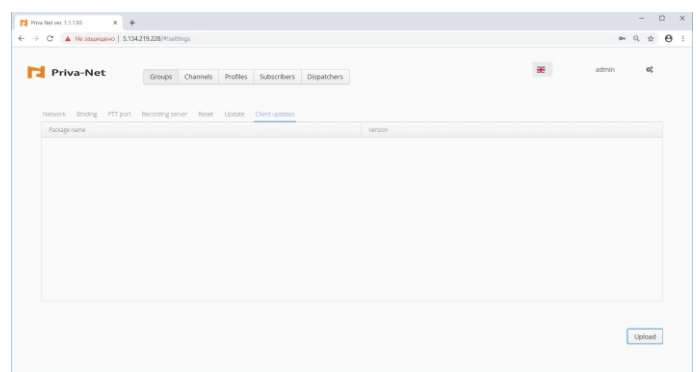 Priva Net ver. 1.1.1.89
Не защищено | 5.134.219.228/#!settings
Priva-Net
Groups Channels Profiles Subscribers Dispatchers
admin
Network Binding PTT port Recording server Reset Update Client updates
Package name Version
Upload